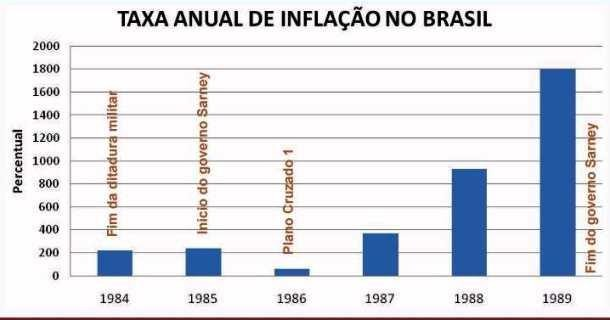 TAXA ANUAL DE INFLAÇÃO NO BRASIL
Percentual
2000
1800
1600
1400
1200
1000
800
600
400
200
0
Fim da ditadura militar
Inicio do governo Sarney
Plano Cruzado 1
Fim do governo Sarney
1984 1985 1986 1987 1988 1989